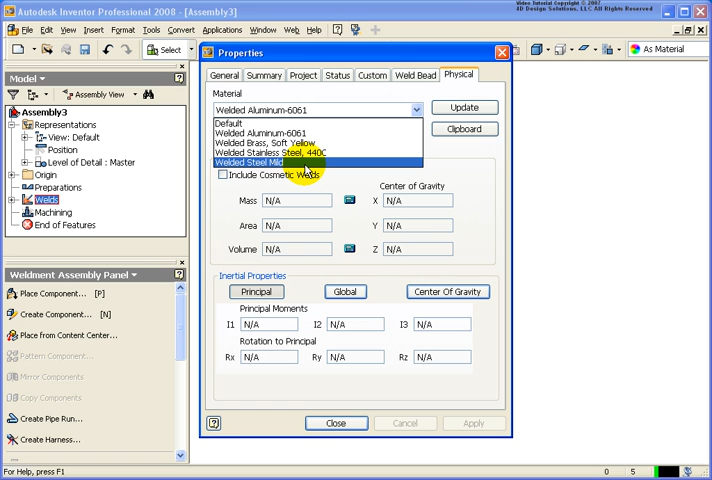 Autodesk Inventor Professional 2008 - [Assembly3]
Video Tutorial Copyright © 2007
4D Design Solutions, LLC All Rights Reserved
File Edit View Insert Format Tools Convert Applications Window Web Help
Select
As Material
Model
Assembly View
Assembly3
Representations
View: Default
Position
Level of Detail : Master
Origin
Preparations
Welds
Machining
End of Features
Weldment Assembly Panel
Place Component... [P]
Create Component... [N]
Place from Content Center...
Pattern Component...
Mirror Components
Copy Components
Create Pipe Run...
Create Harness...
Properties
General Summary Project Status Custom Weld Bead Physical
Material
Welded Aluminum-6061
Update
Default
Welded Aluminum-6061
Clipboard
Welded Brass, Soft Yellow
Welded Stainless Steel, 440C
Welded Steel Mild
Include Cosmetic Welds
Center of Gravity
Mass N/A X N/A
Area N/A Y N/A
Volume N/A Z N/A
Inertial Properties
Principal Global Center Of Gravity
Principal Moments
I1 N/A I2 N/A I3 N/A
Rotation to Principal
Rx N/A Ry N/A Rz N/A
Close Cancel Apply
For Help, press F1
0 5